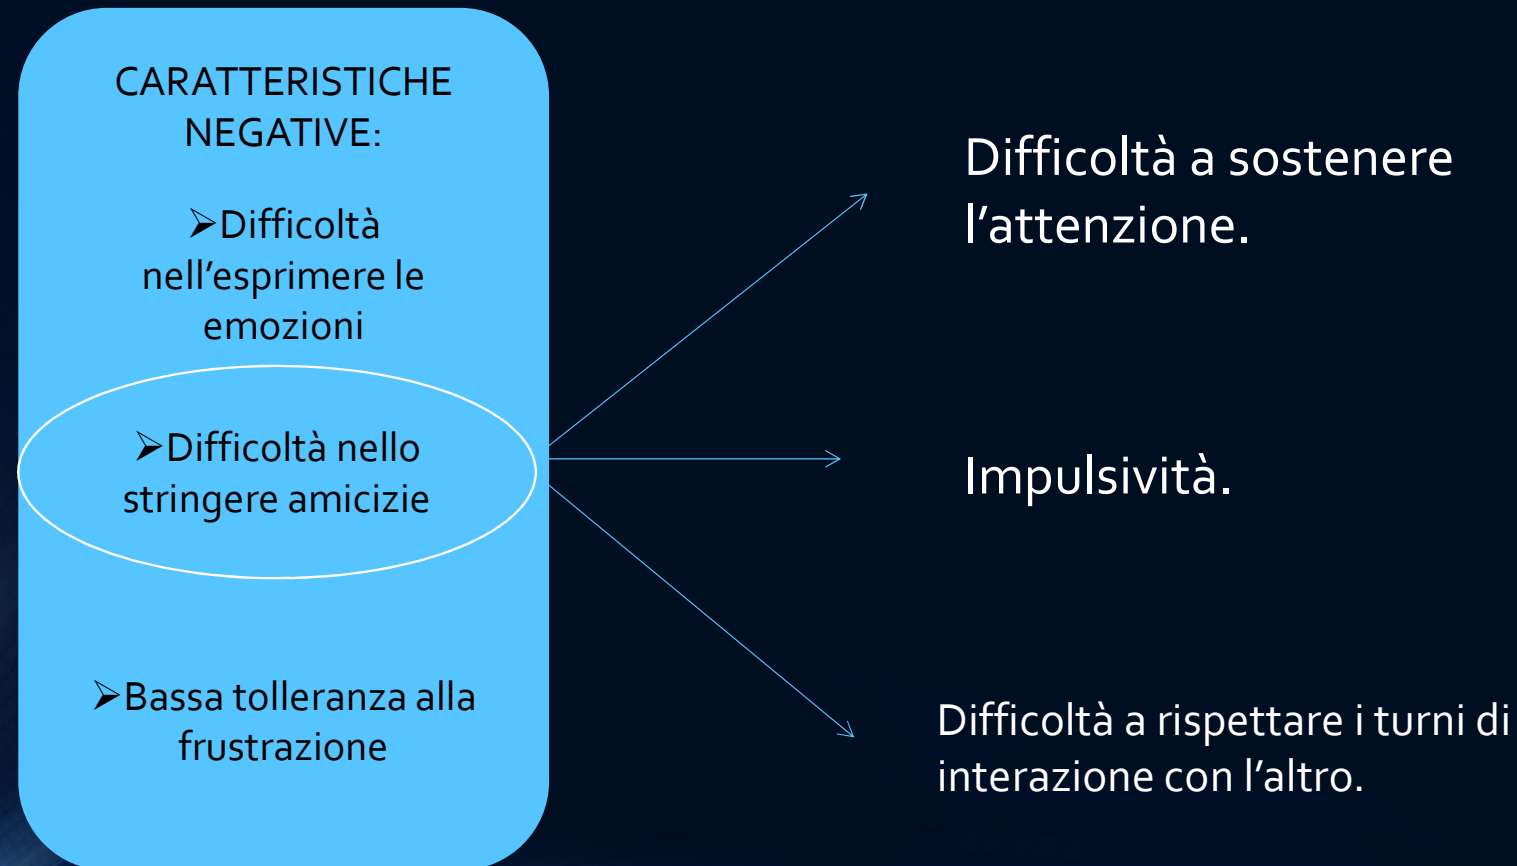 CARATTERISTICHE
NEGATIVE:
➢Difficoltà
nell’esprimere le
emozioni
➢Difficoltà nello
stringere amicizie
➢Bassa tolleranza alla
frustrazione
Difficoltà a sostenere
l’attenzione.
Impulsività.
Difficoltà a rispettare i turni di
interazione con l’altro.